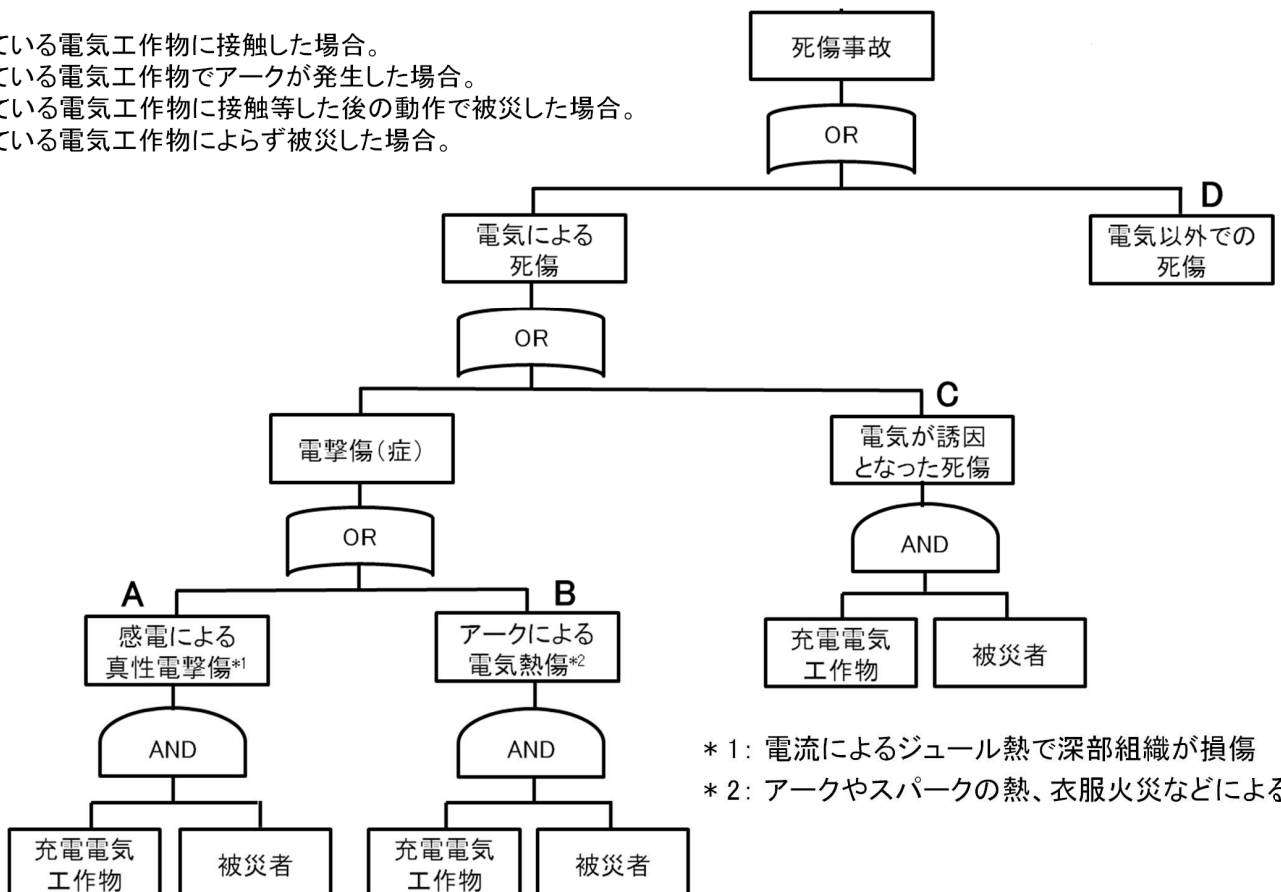 ている電気工作物に接触した場合。
ている電気工作物でアークが発生した場合。
ている電気工作物に接触等した後の動作で被災した場合。
ている電気工作物によらず被災した場合。
死傷事故
OR
D
電気による
死傷
電気以外での
死傷
OR
C
電撃傷(症)
電気が誘因
となった死傷
OR
AND
A
B
感電による
真性電撃傷*1
アークによる
電気熱傷*2
充電電気
工作物
被災者
AND
AND
*1: 電流によるジュール熱で深部組織が損傷
*2: アークやスパークの熱、衣服火災などによる
充電電気
工作物
被災者
充電電気
工作物
被災者